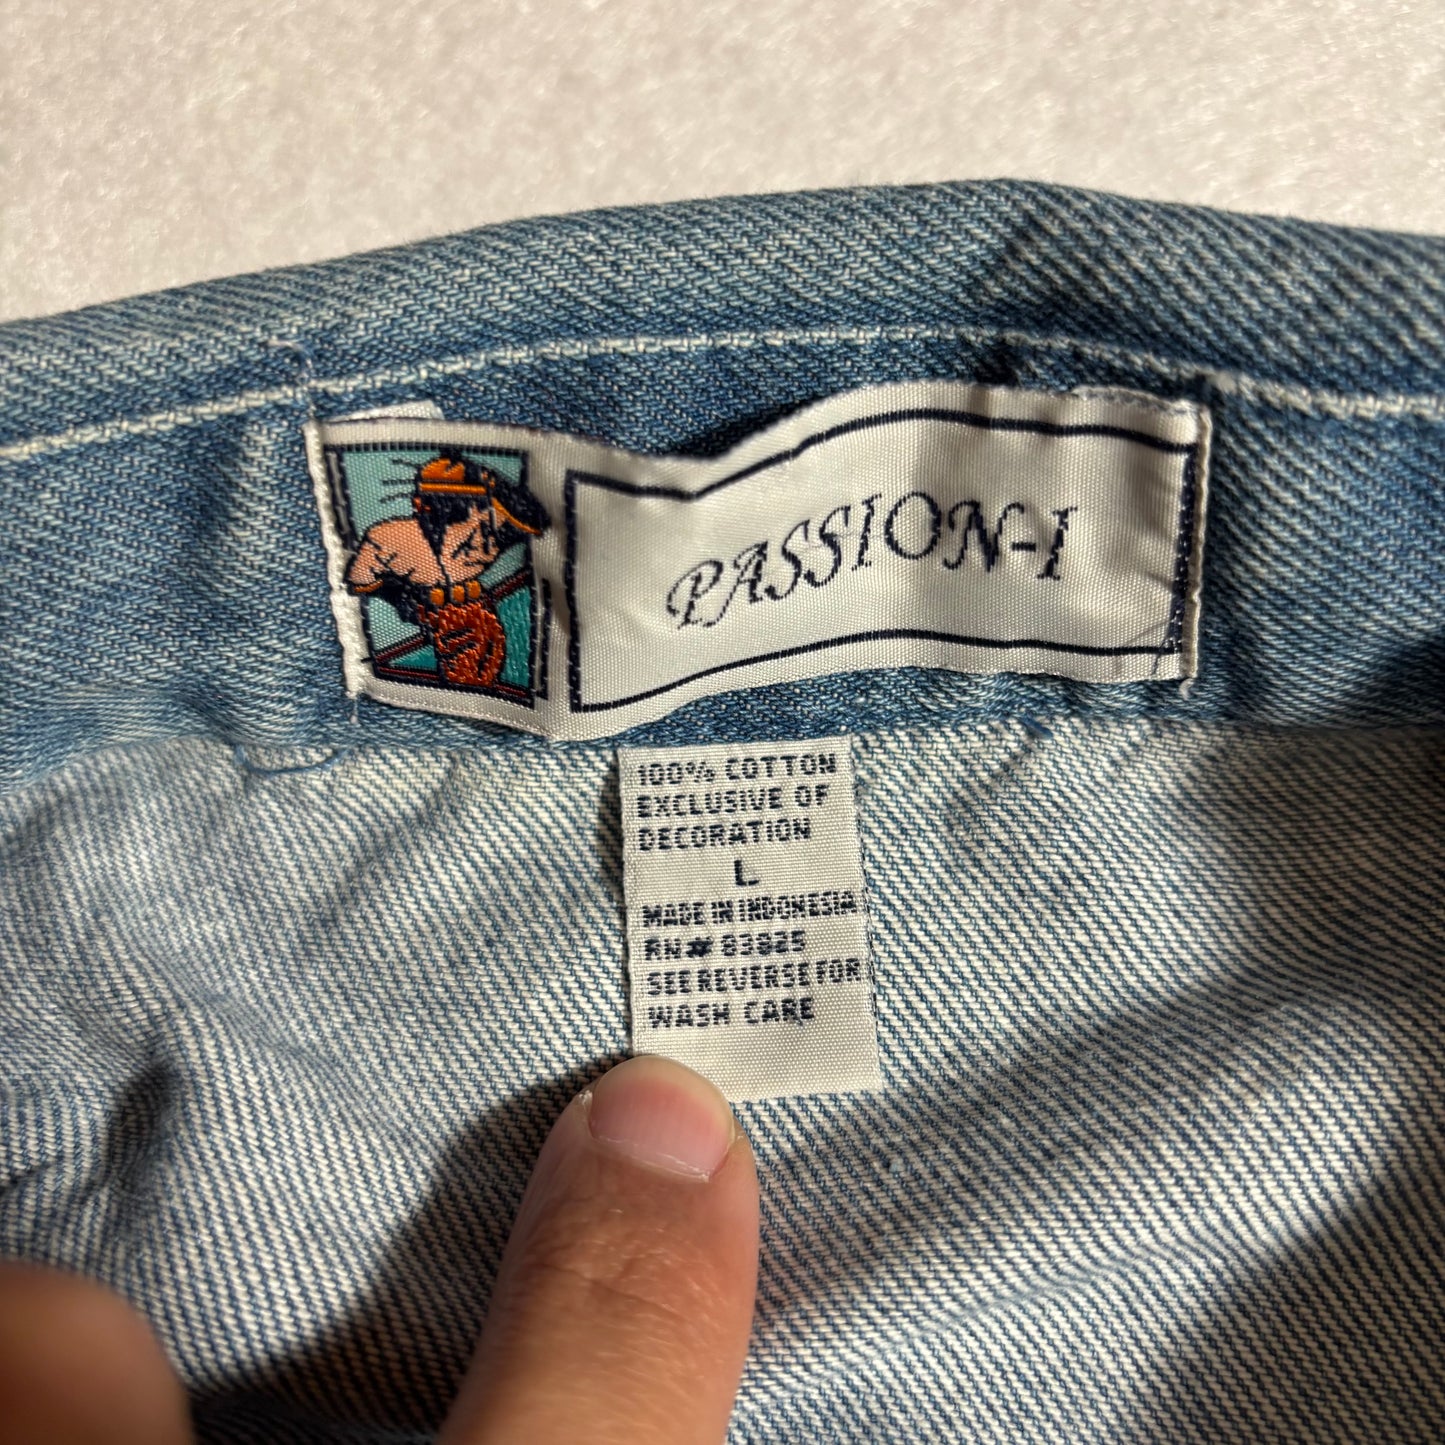 PASSION-I
100% COTTON
EXCLUSIVE OF
DECORATION
L
MADE IN INDONESIA
RN# 83825
SEE REVERSE FOR
WASH CARE